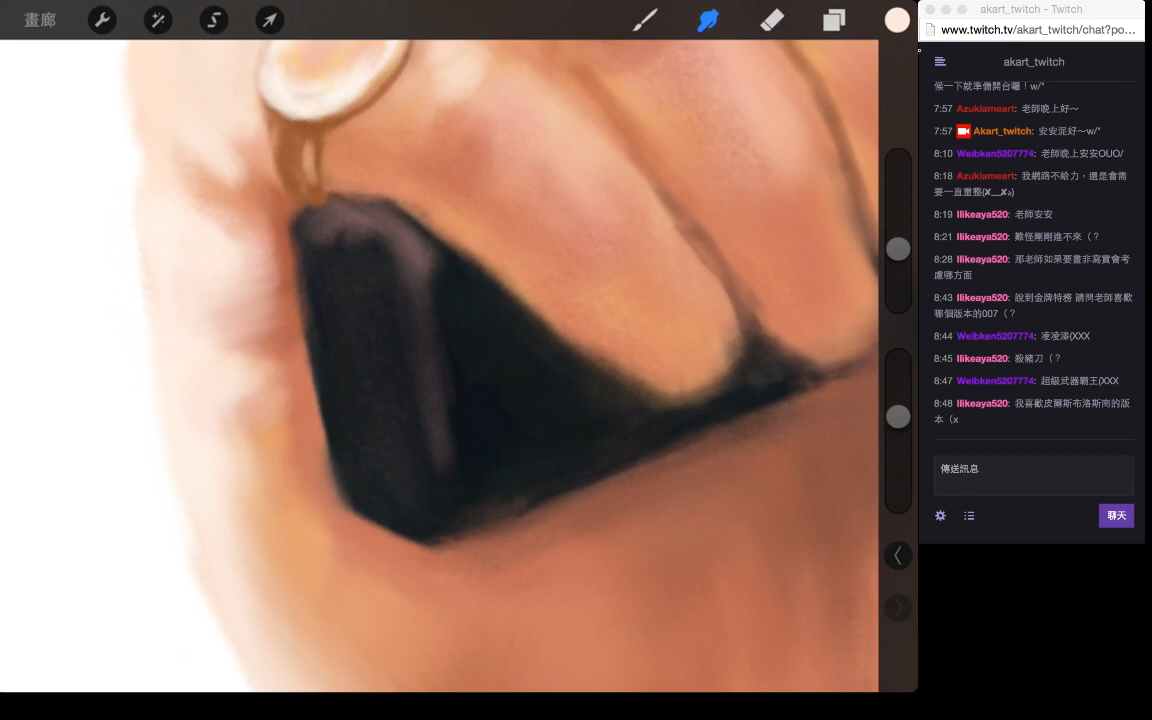 畫廊
akart_twitch - Twitch
www.twitch.tv/akart_twitch/chat?po...
akart_twitch
候一下就準備開台囉！w/"
7:57 Azukiameart: 老師晚上好～
7:57 Akart_twitch: 安安泥好～w/"
8:10 Weibken5207774: 老師晚上安安OUO/
8:18 Azukiameart: 我網路不給力，還是會需
要一直重整(✘﹏✘ა)
8:19 Ilikeaya520: 老師安安
8:21 Ilikeaya520: 難怪剛剛進不來（？
8:28 Ilikeaya520: 那老師如果要畫非寫實會考
慮哪方面
8:43 Ilikeaya520: 說到金牌特務 請問老師喜歡
哪個版本的007（？
8:44 Weibken5207774: 凌凌漆(XXX
8:45 Ilikeaya520: 殺豬刀（？
8:47 Weibken5207774: 超級武器霸王(XXX
8:48 Ilikeaya520: 我喜歡皮爾斯布洛斯南的版
本（x
傳送訊息
聊天